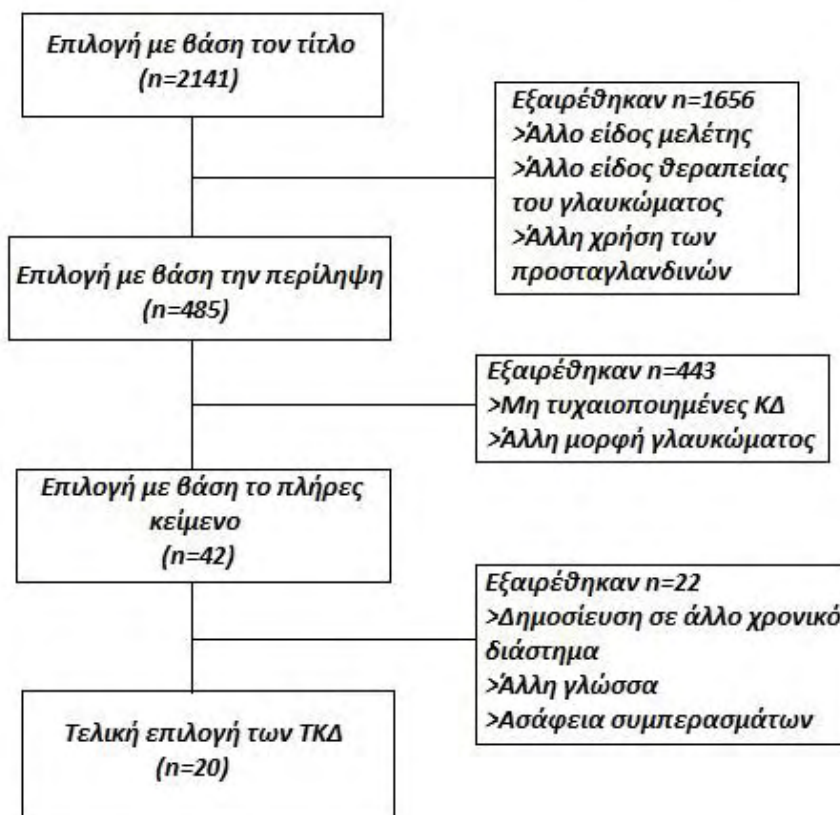 Επιλογή με βάση τον τίτλο
(n=2141)
Εξαιρέθηκαν n=1656
>Άλλο είδος μελέτης
>Άλλο είδος θεραπείας
του γλαυκώματος
>Άλλη χρήση των
προσταγλανδινών
Επιλογή με βάση την περίληψη
(n=485)
Εξαιρέθηκαν n=443
>Μη τυχαιοποιημένες ΚΔ
>Άλλη μορφή γλαυκώματος
Επιλογή με βάση το πλήρες
κείμενο
(n=42)
Εξαιρέθηκαν n=22
>Δημοσίευση σε άλλο χρονικό
διάστημα
>Άλλη γλώσσα
>Ασάφεια συμπερασμάτων
Τελική επιλογή των ΤΚΔ
(n=20)